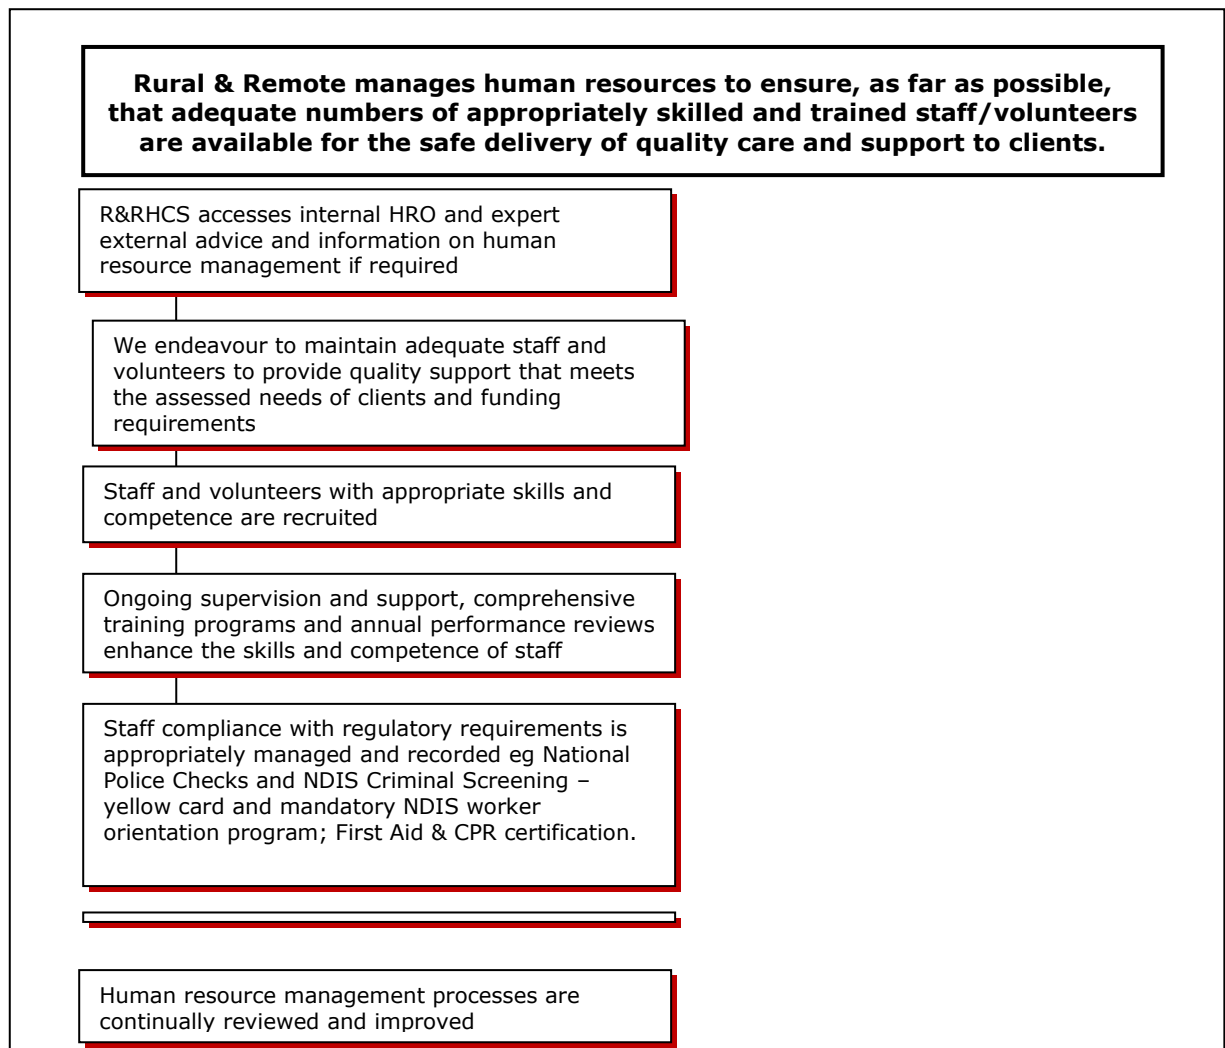 Rural & Remote manages human resources to ensure, as far as possible,
that adequate numbers of appropriately skilled and trained staff/volunteers
are available for the safe delivery of quality care and support to clients.
R&RHCS accesses internal HRO and expert
external advice and information on human
resource management if required
We endeavour to maintain adequate staff and
volunteers to provide quality support that meets
the assessed needs of clients and funding
requirements
Staff and volunteers with appropriate skills and
competence are recruited
Ongoing supervision and support, comprehensive
training programs and annual performance reviews
enhance the skills and competence of staff
Staff compliance with regulatory requirements is
appropriately managed and recorded eg National
Police Checks and NDIS Criminal Screening –
yellow card and mandatory NDIS worker
orientation program; First Aid & CPR certification.
Human resource management processes are
continually reviewed and improved